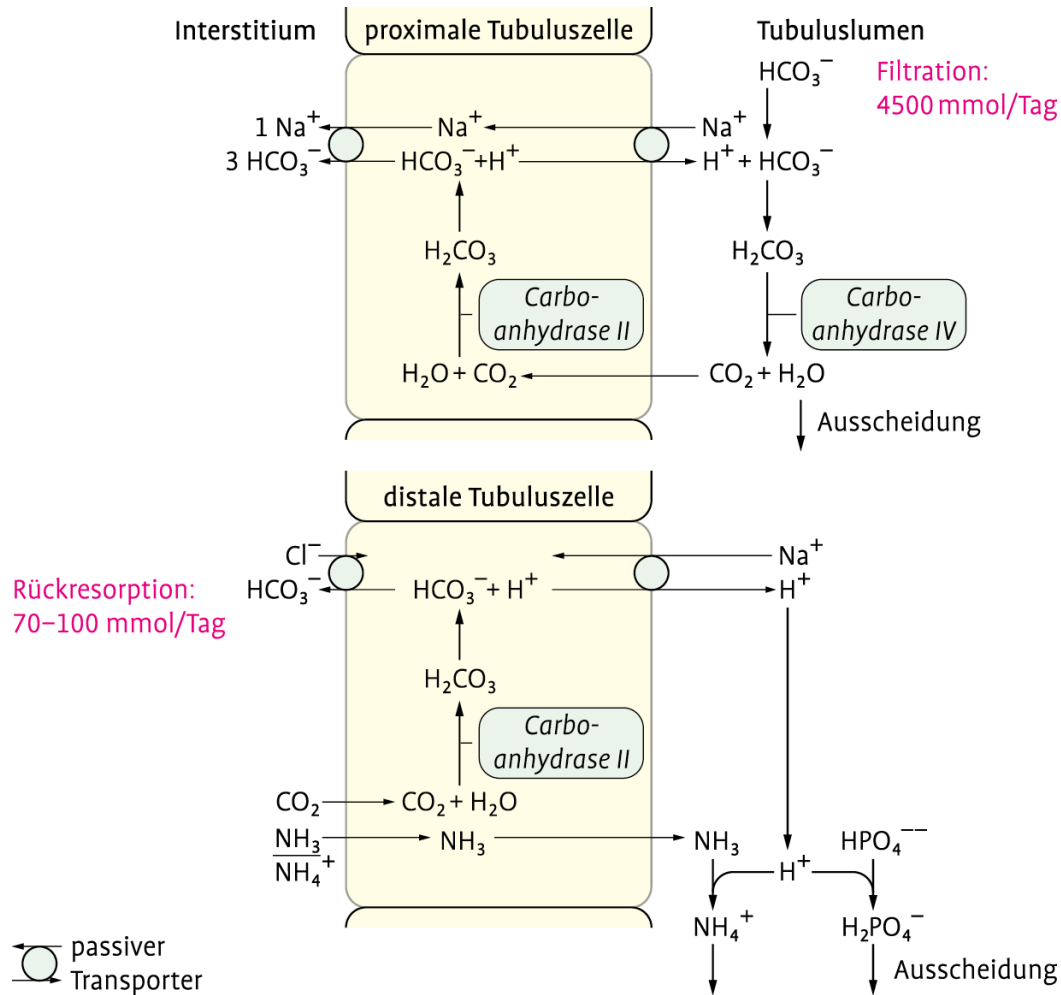 Interstitium proximale Tubuluszelle Tubuluslumen
HCO₃⁻ Filtration:
4500 mmol/Tag
1 Na⁺ Na⁺ Na⁺
3 HCO₃⁻ HCO₃⁻+H⁺ H⁺ + HCO₃⁻
H₂CO₃ H₂CO₃
Carbo-
anhydrase II
Carbo-
anhydrase IV
H₂O + CO₂ CO₂ + H₂O
Ausscheidung
distale Tubuluszelle
Cl⁻ Na⁺
HCO₃⁻ HCO₃⁻ + H⁺ H⁺
Rückresorption:
70–100 mmol/Tag
H₂CO₃
Carbo-
anhydrase II
CO₂ CO₂ + H₂O
NH₃ NH₃ NH₃ HPO₄⁻⁻
NH₄⁺ H⁺
NH₄⁺ H₂PO₄⁻
Ausscheidung
passiver
Transporter